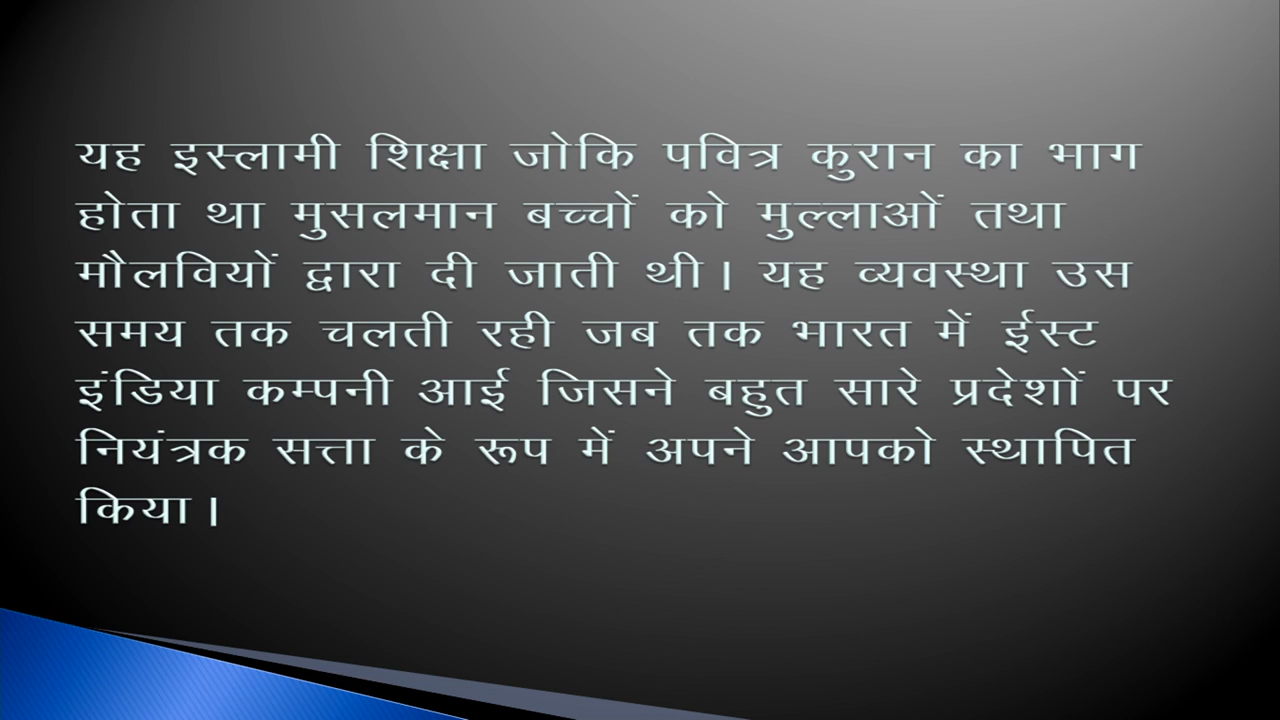 यह इस्लामी शिक्षा जोकि पवित्र कुरान का भाग
होता था मुसलमान बच्चों को मुल्लाओं तथा
मौलवियों द्वारा दी जाती थी। यह व्यवस्था उस
समय तक चलती रही जब तक भारत में ईस्ट
इंडिया कम्पनी आई जिसने बहुत सारे प्रदेशों पर
नियंत्रक सत्ता के रूप में अपने आपको स्थापित
किया।